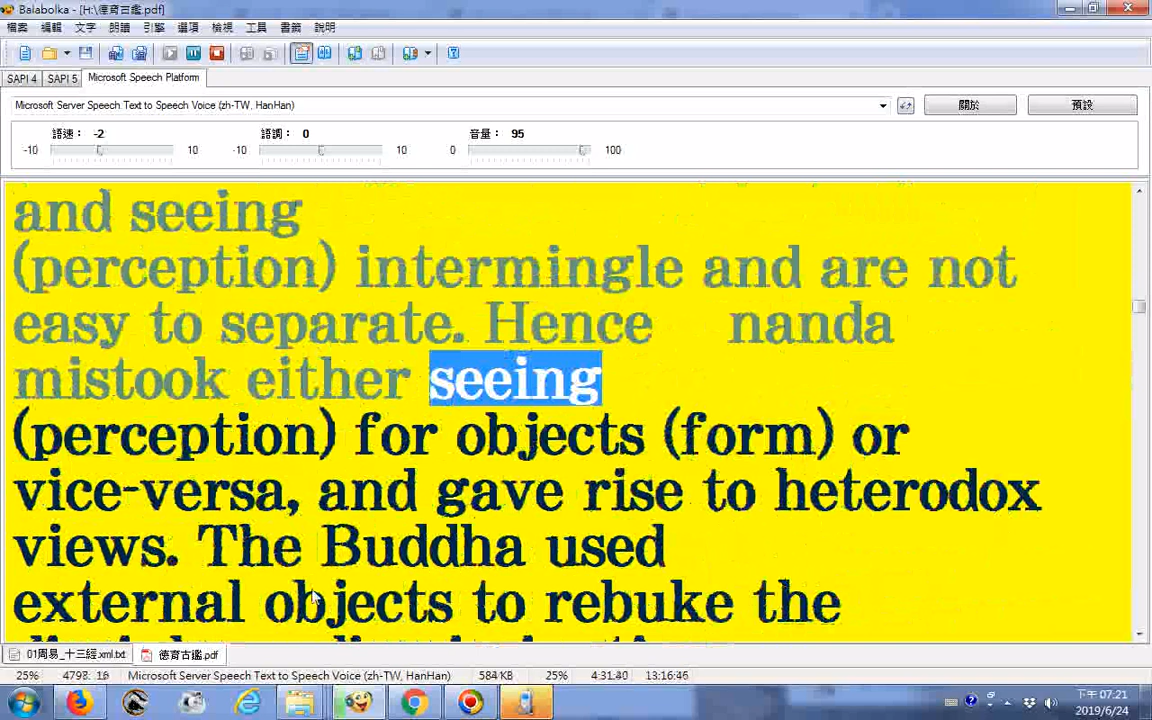 Balabolka - [H:\德育古鑑.pdf]
檔案 編輯 文字 朗讀 引擎 選項 檢視 工具 書籤 說明
SAPI 4 SAPI 5 Microsoft Speech Platform
Microsoft Server Speech Text to Speech Voice (zh-TW, HanHan) 關於 預設
語速： -2 語調： 0 音量： 95
-10 10 -10 10 0 100
and seeing
(perception) intermingle and are not
easy to separate. Hence nanda
mistook either seeing
(perception) for objects (form) or
vice-versa, and gave rise to heterodox
views. The Buddha used
external objects to rebuke the
01周易_十三經.xml.txt 德育古鑑.pdf
25% 4798: 16 Microsoft Server Speech Text to Speech Voice (zh-TW, HanHan) 584 KB 25% 4:31:40 13:16:46
下午 07:21
2019/6/24